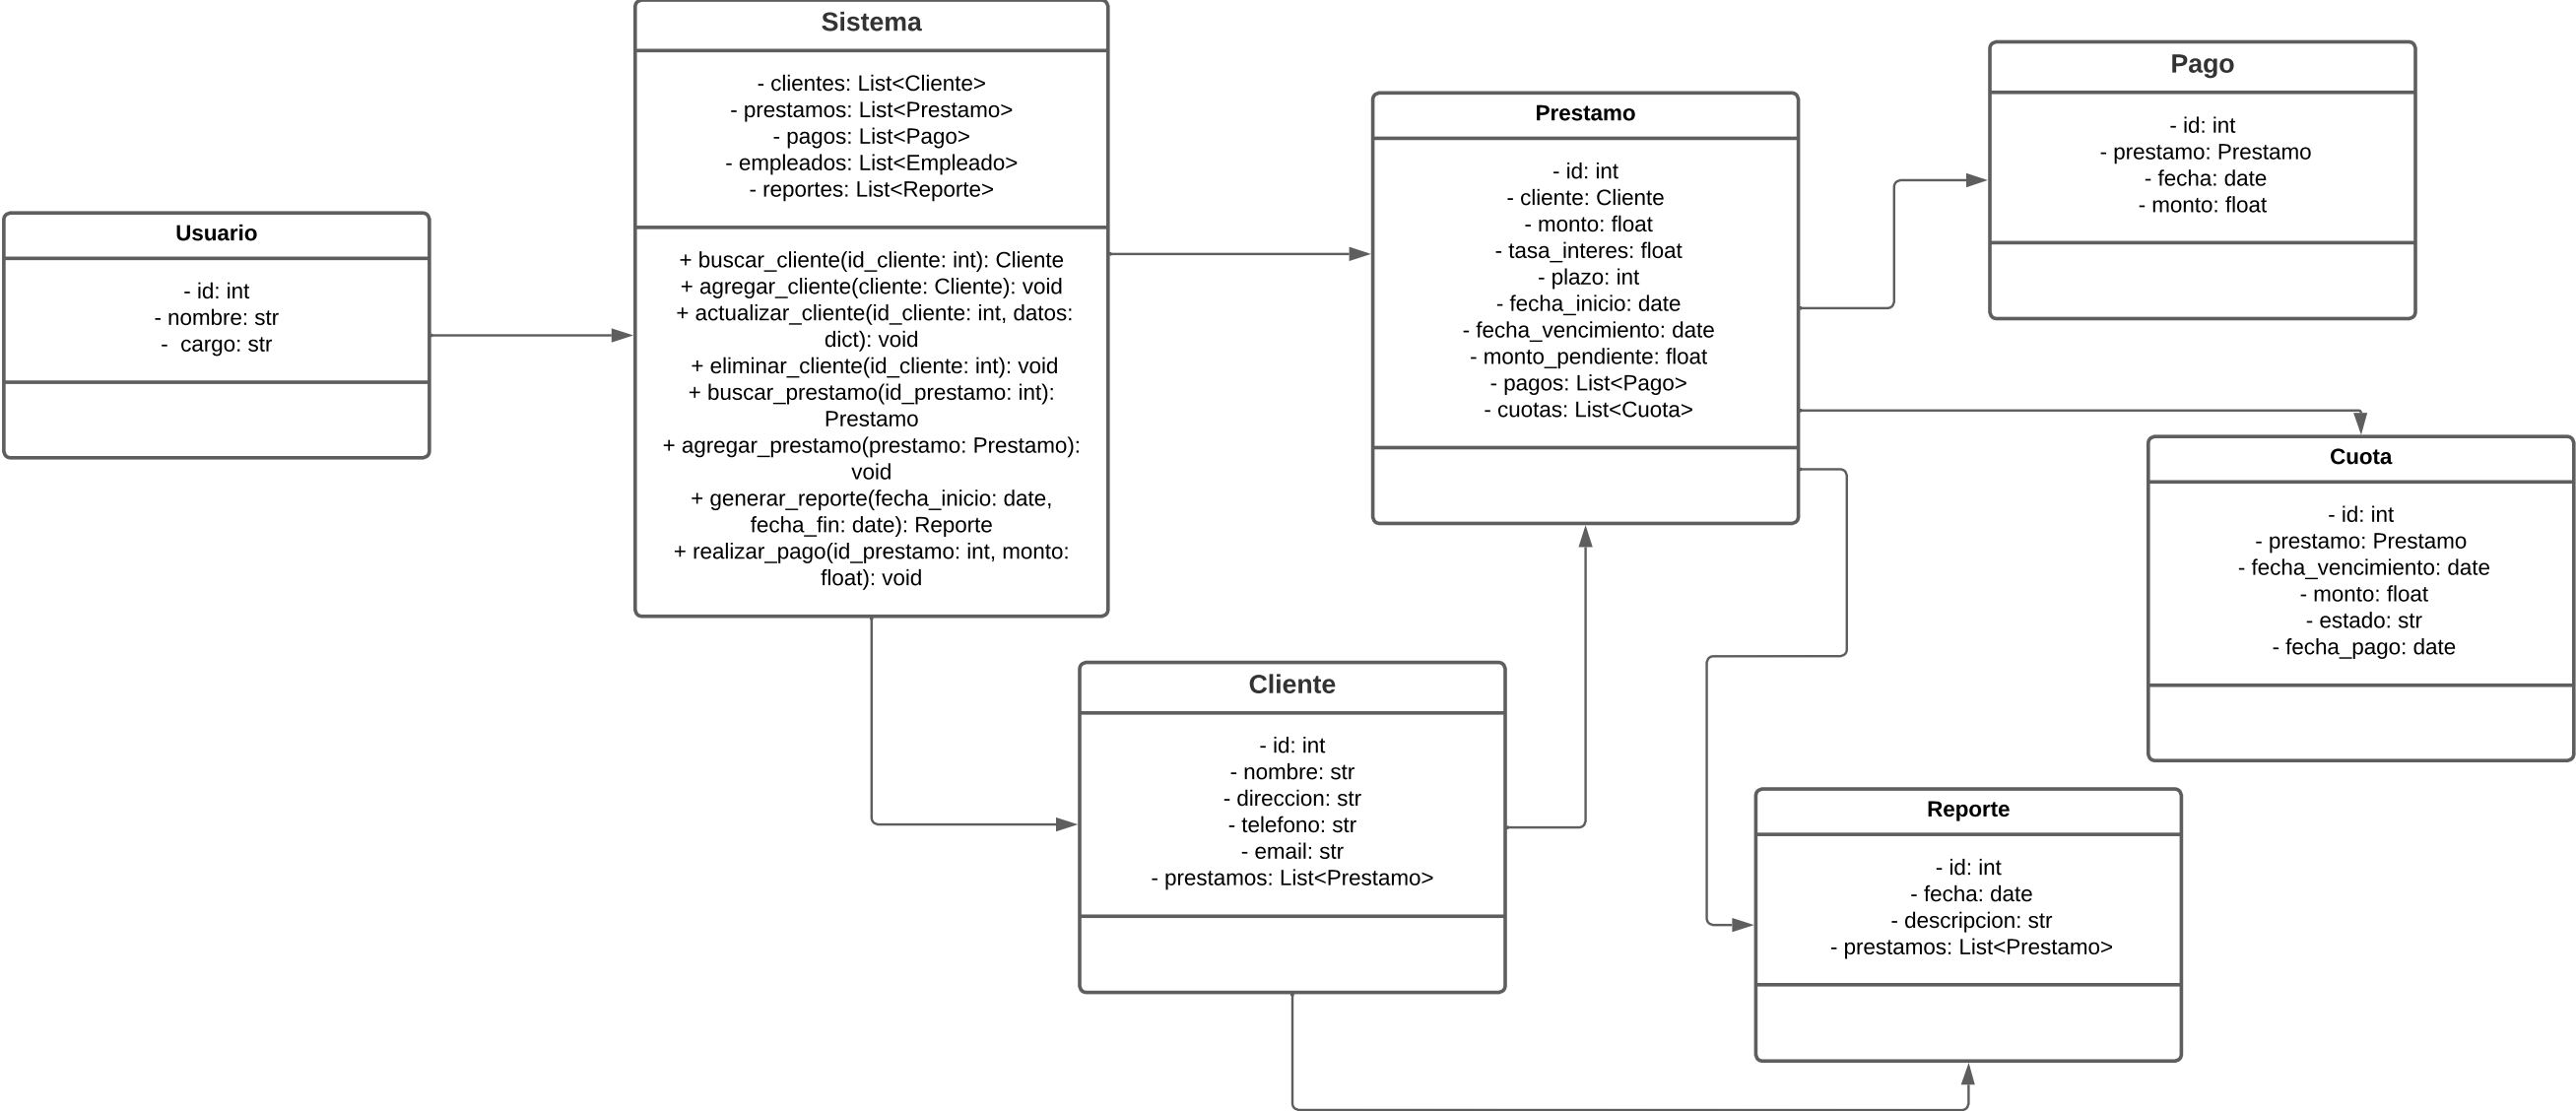 Usuario
- id: int
- nombre: str
-  cargo: str
Sistema
- clientes: List<Cliente>
- prestamos: List<Prestamo>
- pagos: List<Pago>
- empleados: List<Empleado>
- reportes: List<Reporte>
+ buscar_cliente(id_cliente: int): Cliente
+ agregar_cliente(cliente: Cliente): void
+ actualizar_cliente(id_cliente: int, datos:
dict): void
+ eliminar_cliente(id_cliente: int): void
+ buscar_prestamo(id_prestamo: int):
Prestamo
+ agregar_prestamo(prestamo: Prestamo):
void
+ generar_reporte(fecha_inicio: date,
fecha_fin: date): Reporte
+ realizar_pago(id_prestamo: int, monto:
float): void
Prestamo
- id: int
- cliente: Cliente
- monto: float
- tasa_interes: float
- plazo: int
- fecha_inicio: date
- fecha_vencimiento: date
- monto_pendiente: float
- pagos: List<Pago>
- cuotas: List<Cuota>
Pago
- id: int
- prestamo: Prestamo
- fecha: date
- monto: float
Cuota
- id: int
- prestamo: Prestamo
- fecha_vencimiento: date
- monto: float
- estado: str
- fecha_pago: date
Cliente
- id: int
- nombre: str
- direccion: str
- telefono: str
- email: str
- prestamos: List<Prestamo>
Reporte
- id: int
- fecha: date
- descripcion: str
- prestamos: List<Prestamo>